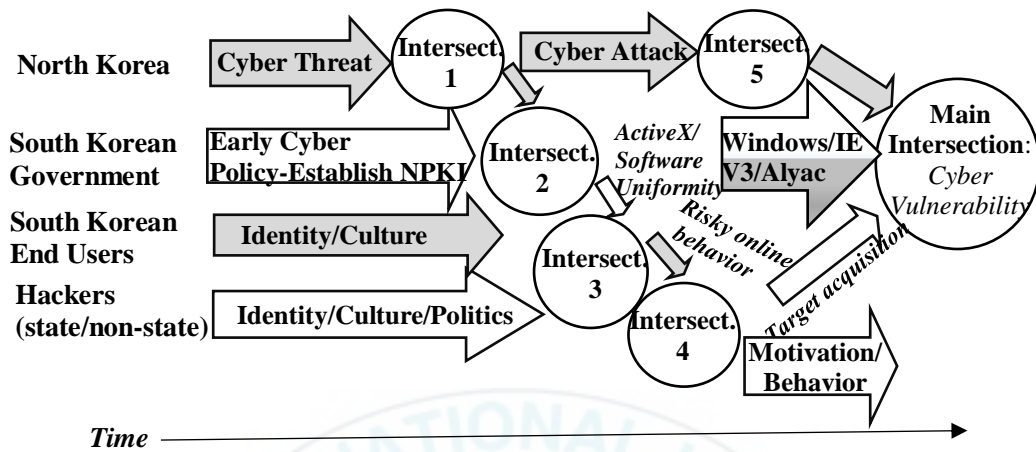 North Korea
Cyber Threat
Intersect.
1
Cyber Attack
Intersect.
5
South Korean
Government
Early Cyber
Policy-Establish NPKI
Intersect.
2
ActiveX/
Software
Uniformity
Windows/IE
V3/Alyac
Main
Intersection:
Cyber
Vulnerability
South Korean
End Users
Identity/Culture
Intersect.
3
Risky online
behavior
Target acquisition
Hackers
(state/non-state)
Identity/Culture/Politics
Intersect.
4
Motivation/
Behavior
Time
NATIONAL